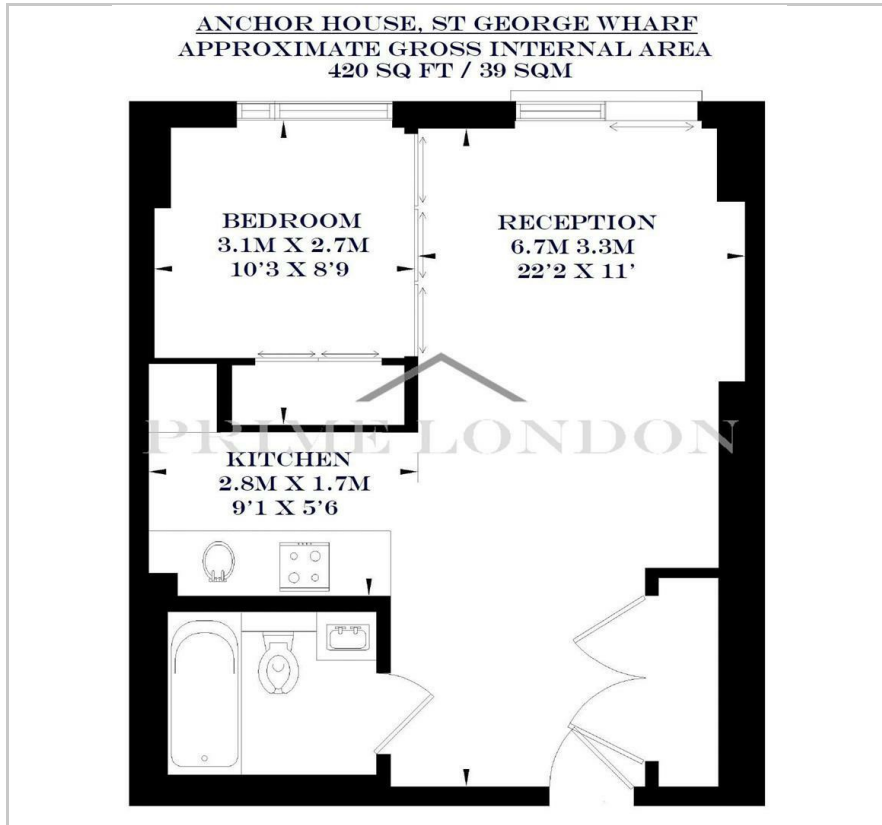 ANCHOR HOUSE, ST GEORGE WHARF
APPROXIMATE GROSS INTERNAL AREA
420 SQ FT / 39 SQM
BEDROOM
3.1M X 2.7M
10'3 X 8'9
RECEPTION
6.7M 3.3M
22'2 X 11'
PRIME LONDON
KITCHEN
2.8M X 1.7M
9'1 X 5'6